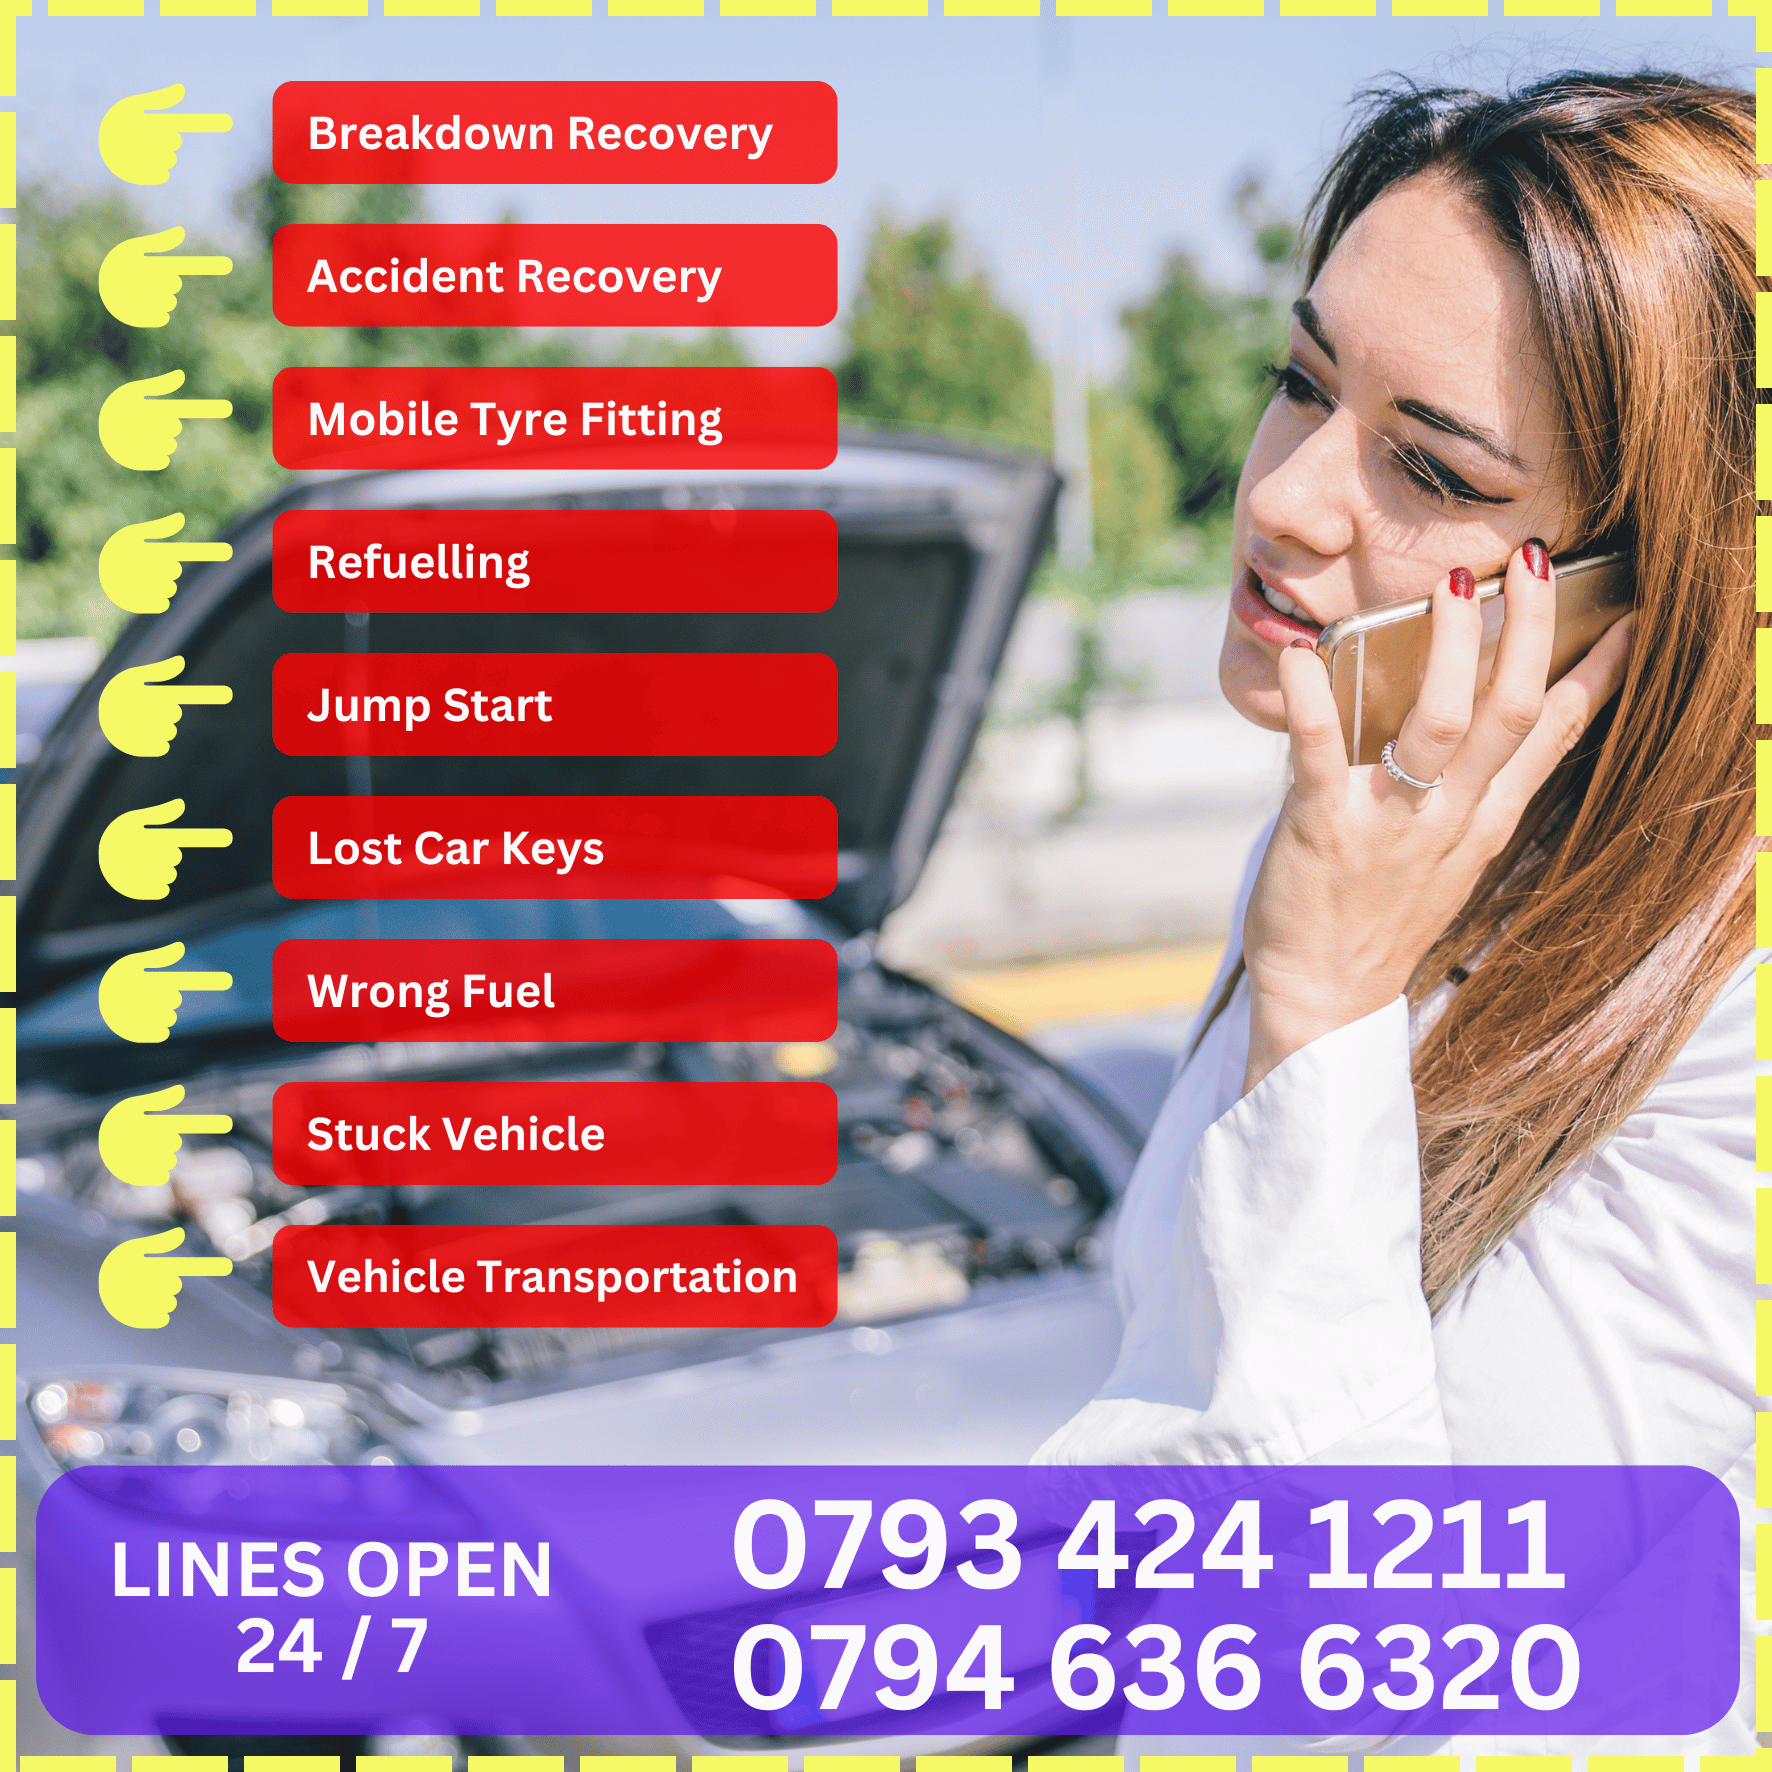 Breakdown Recovery
Accident Recovery
Mobile Tyre Fitting
Refuelling
Jump Start
Lost Car Keys
Wrong Fuel
Stuck Vehicle
Vehicle Transportation
LINES OPEN
24 / 7
0793 424 1211
0794 636 6320